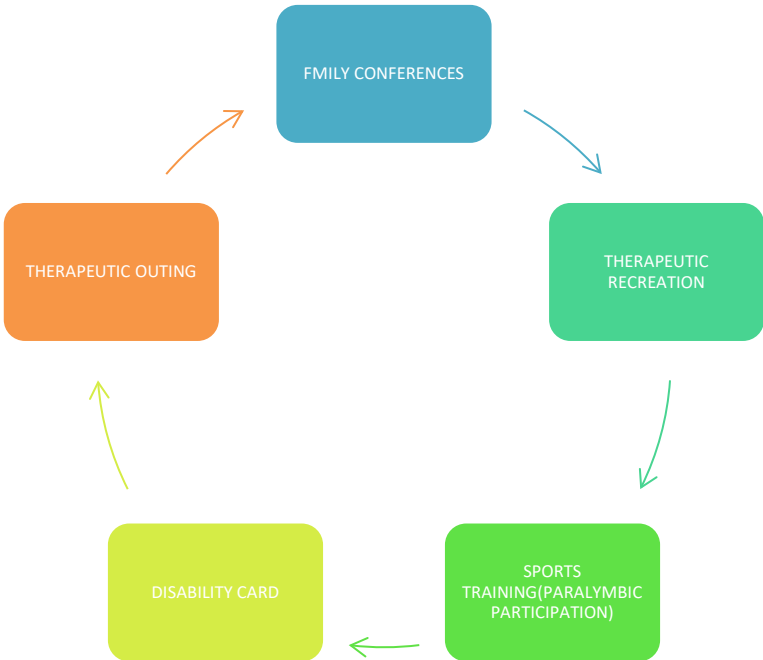 FMILY CONFERENCES
THERAPEUTIC
RECREATION
SPORTS
TRAINING(PARALYMBIC
PARTICIPATION)
DISABILITY CARD
THERAPEUTIC OUTING